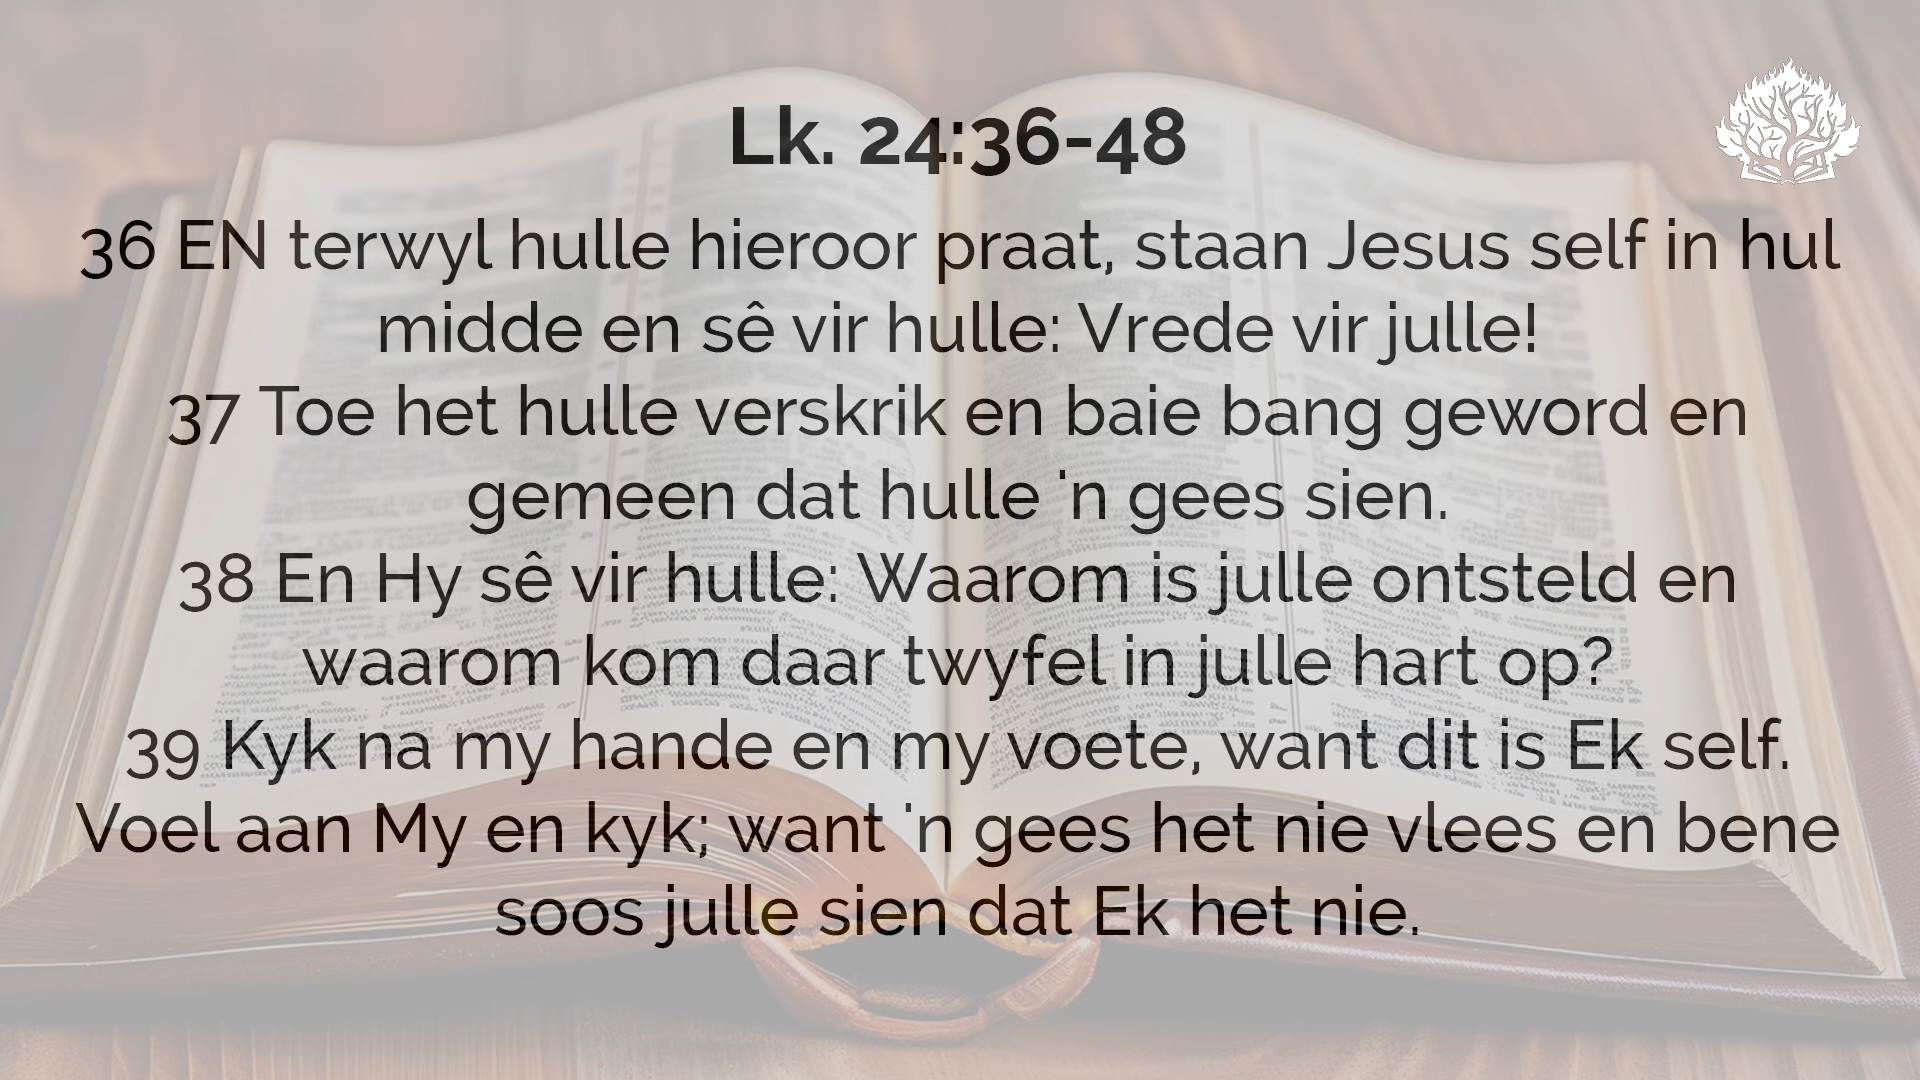 Lk. 24:36-48
36 EN terwyl hulle hieroor praat, staan Jesus self in hul
midde en sê vir hulle: Vrede vir julle!
37 Toe het hulle verskrik en baie bang geword en
gemeen dat hulle 'n gees sien.
38 En Hy sê vir hulle: Waarom is julle ontsteld en
waarom kom daar twyfel in julle hart op?
39 Kyk na my hande en my voete, want dit is Ek self.
Voel aan My en kyk; want 'n gees het nie vlees en bene
soos julle sien dat Ek het nie.